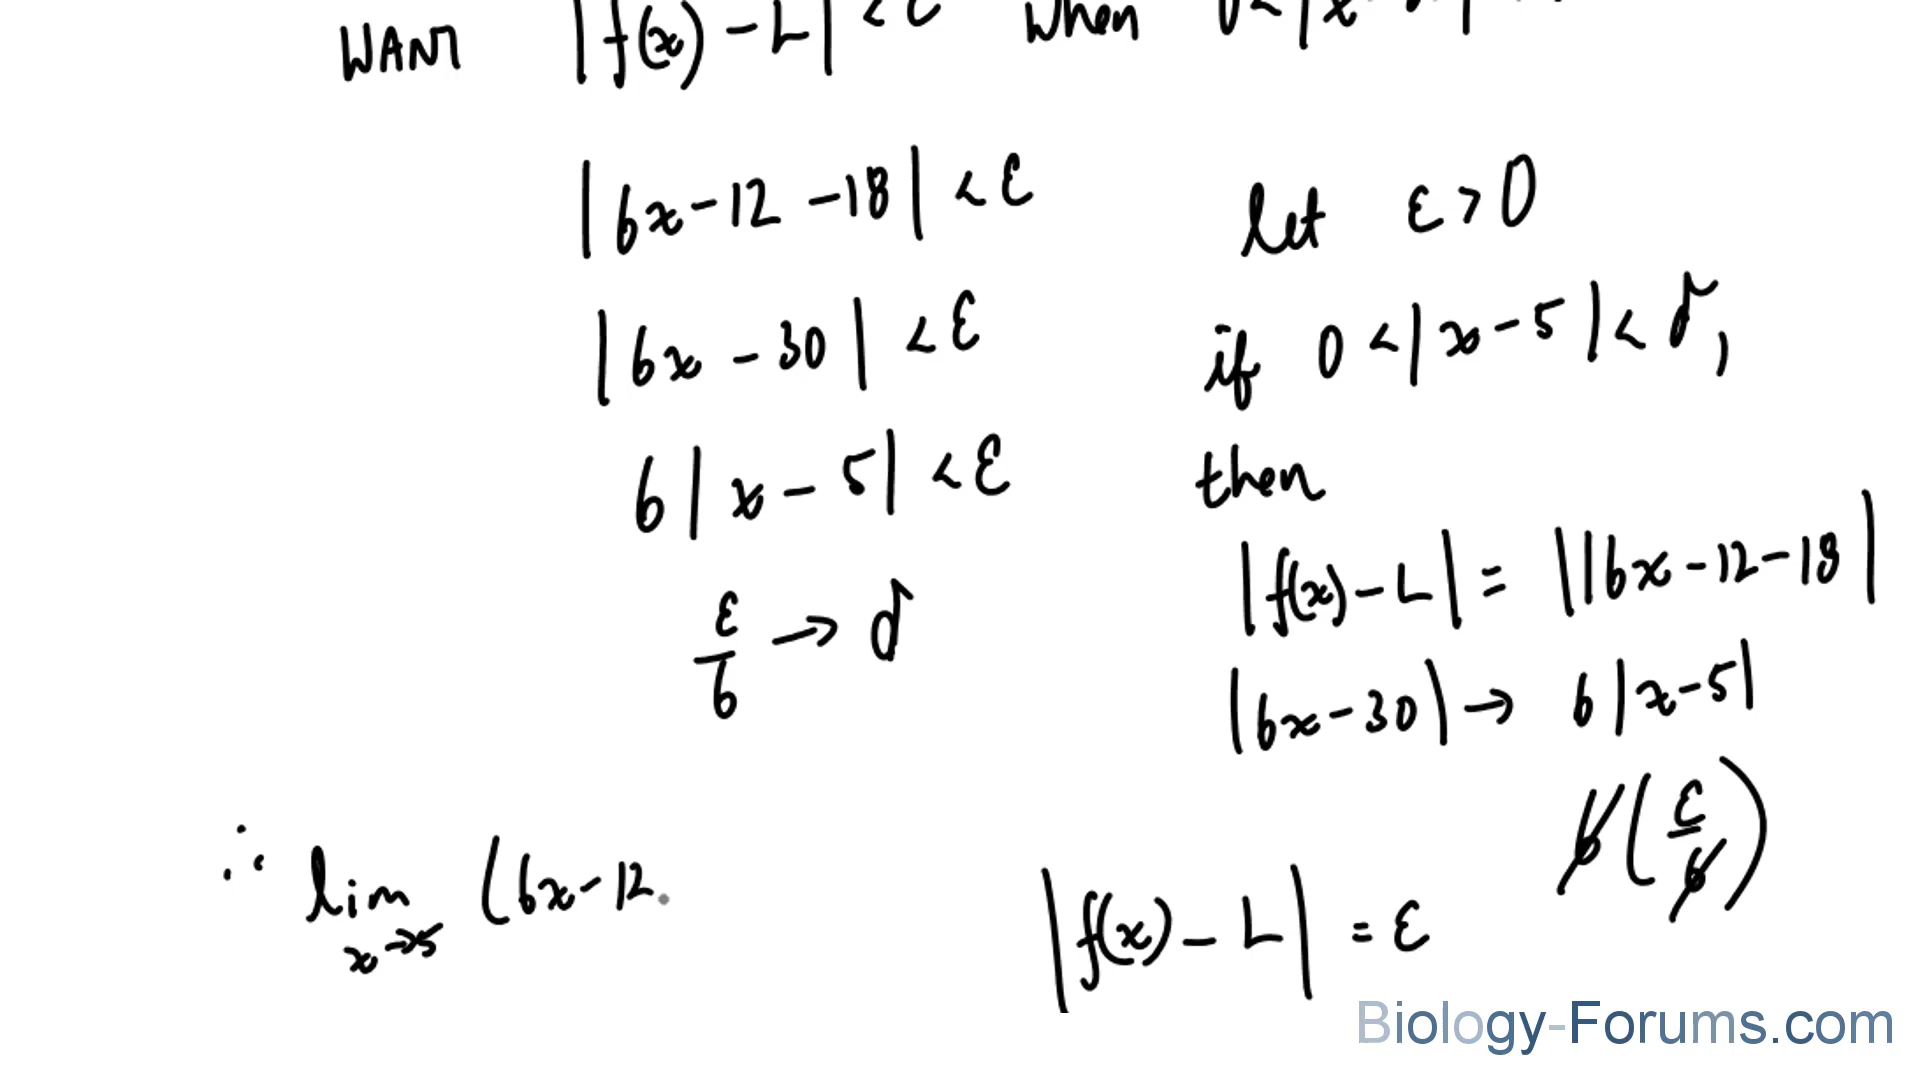 WANT |f(x) - L| < ε when 0 < |x
|6x - 12 - 18| < ε
|6x - 30| < ε
6|x - 5| < ε
ε/6 → δ
let ε > 0
if 0 < |x - 5| < δ,
then
|f(x) - L| = ||6x - 12 - 18|
|6x - 30| → 6|x - 5|
6(ε/6)
|f(x) - L| = ε
∴ lim x→5 (6x - 12
Biology-Forums.com